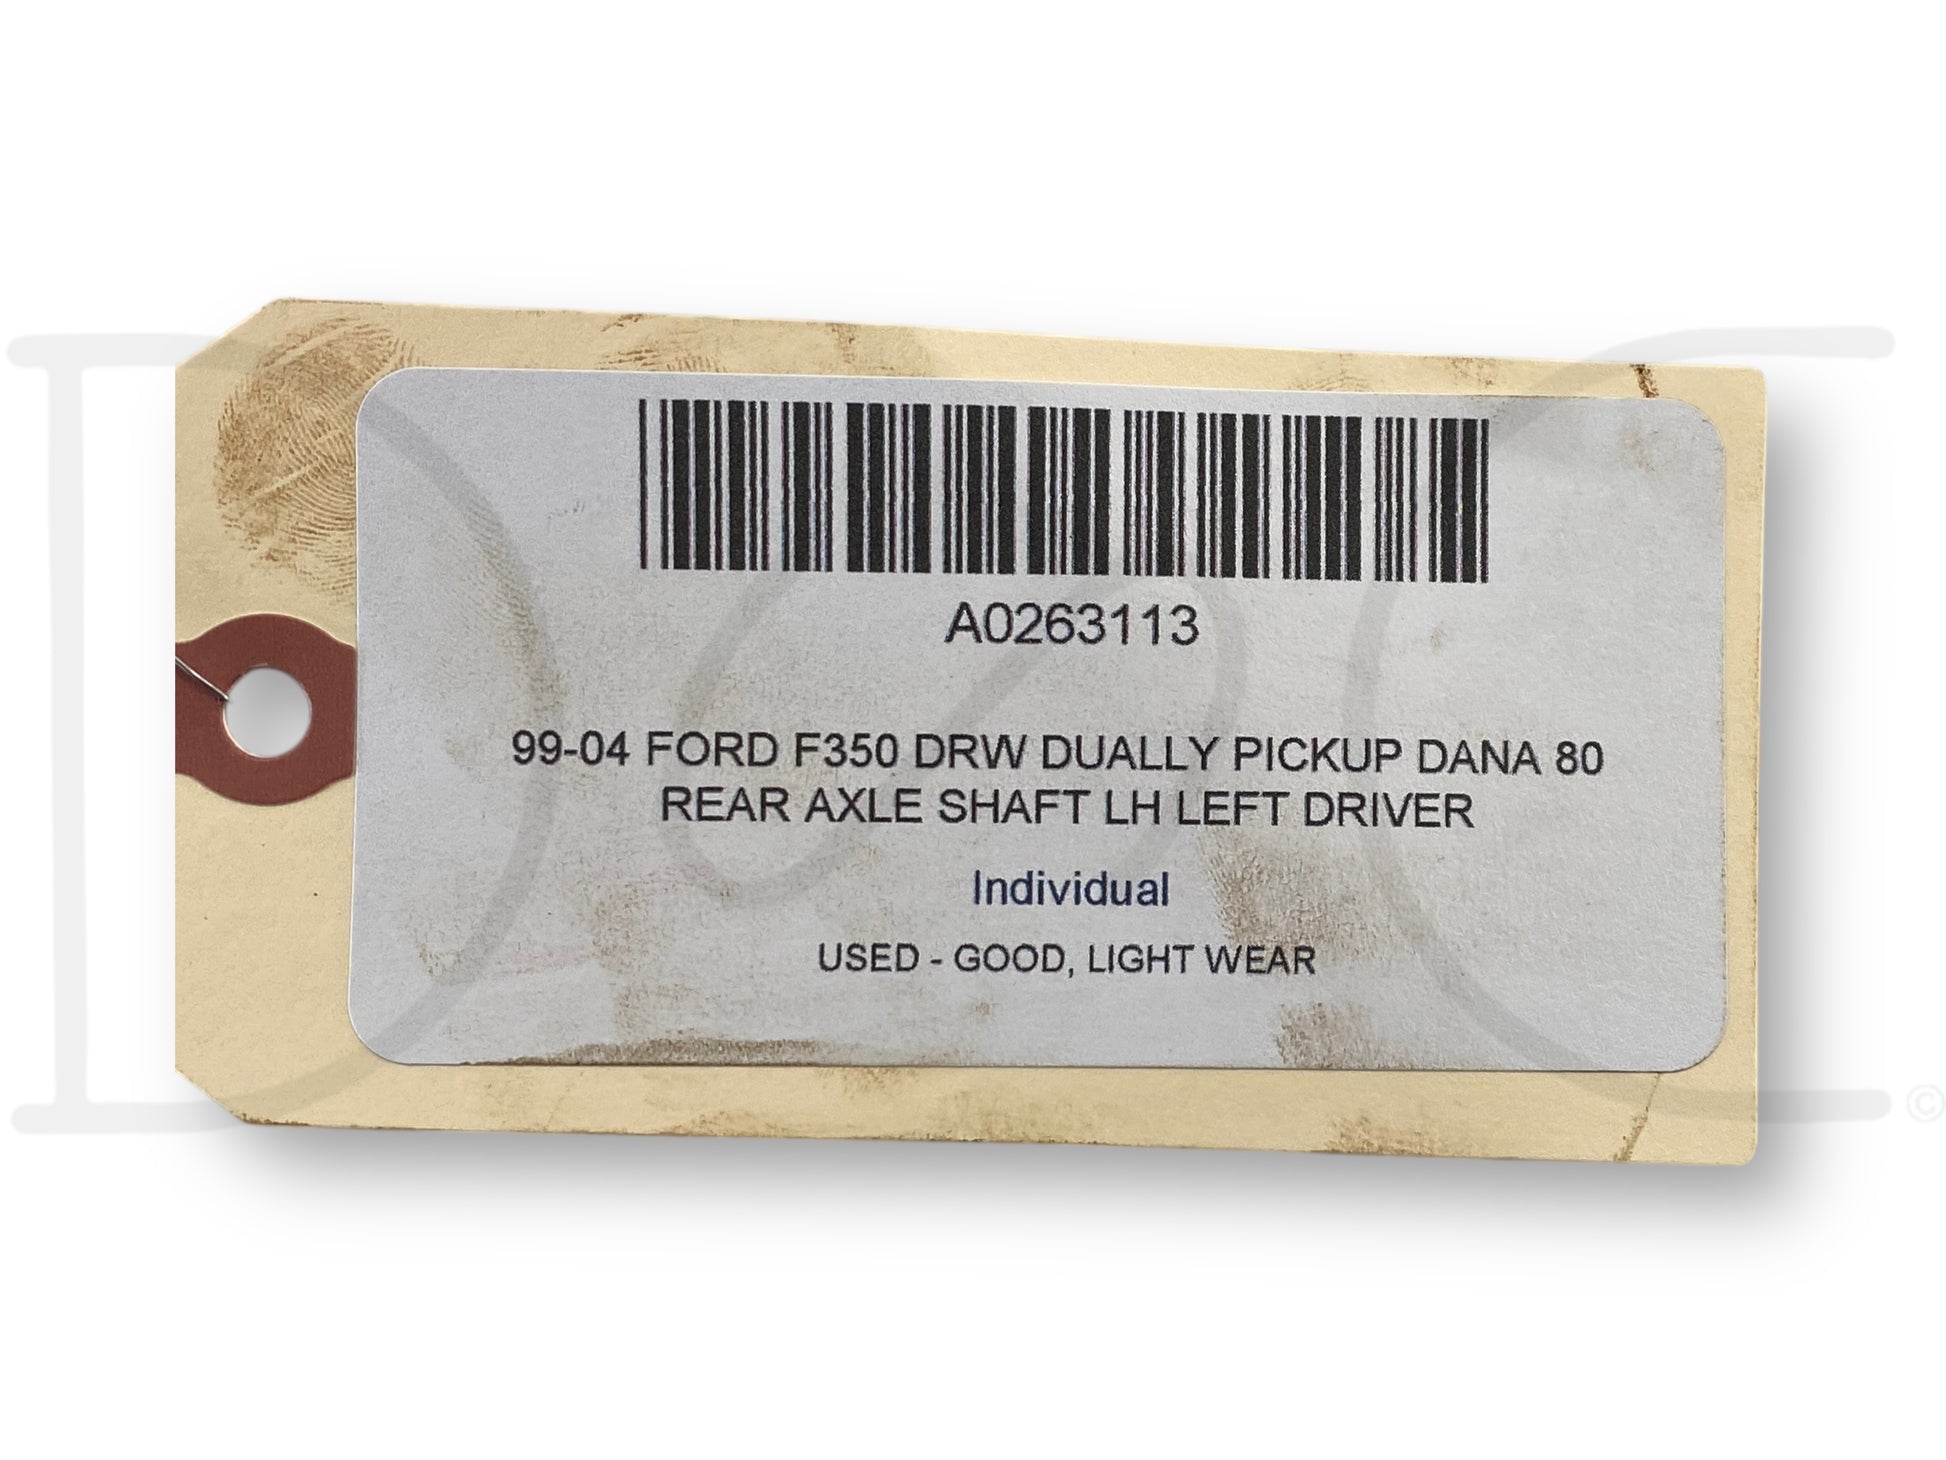 A0263113
99-04 FORD F350 DRW DUALLY PICKUP DANA 80
REAR AXLE SHAFT LH LEFT DRIVER
Individual
USED - GOOD, LIGHT WEAR
©